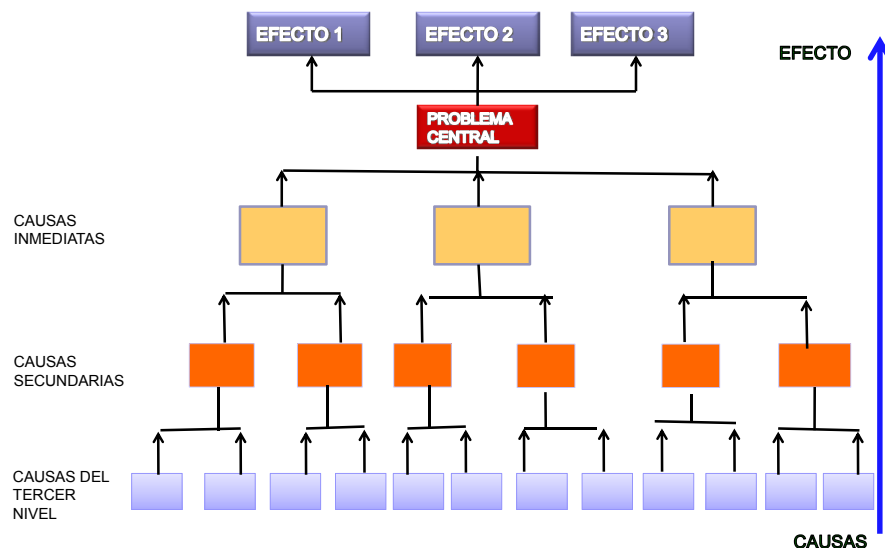 EFECTO 1
EFECTO 2
EFECTO 3
EFECTO
PROBLEMA
CENTRAL
CAUSAS
INMEDIATAS
CAUSAS
SECUNDARIAS
CAUSAS DEL
TERCER
NIVEL
CAUSAS